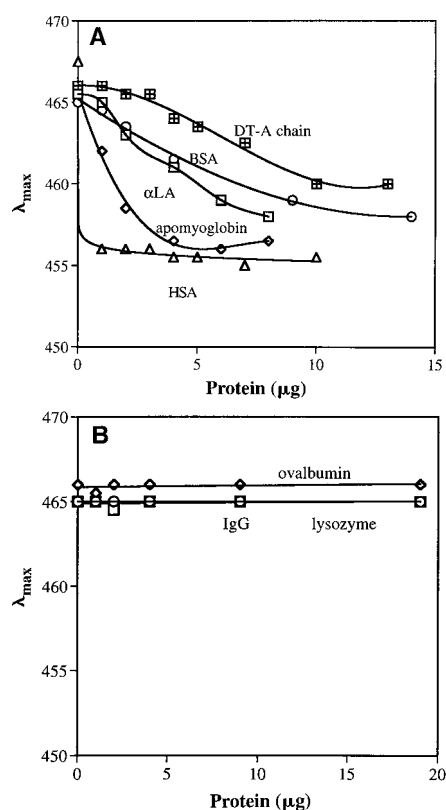 A
470
465
460
455
450
λmax
DT-A chain
BSA
αLA
apomyoglobin
HSA
0
5
10
15
Protein (µg)
B
470
465
460
455
450
λmax
ovalbumin
IgG lysozyme
0
5
10
15
20
Protein (µg)